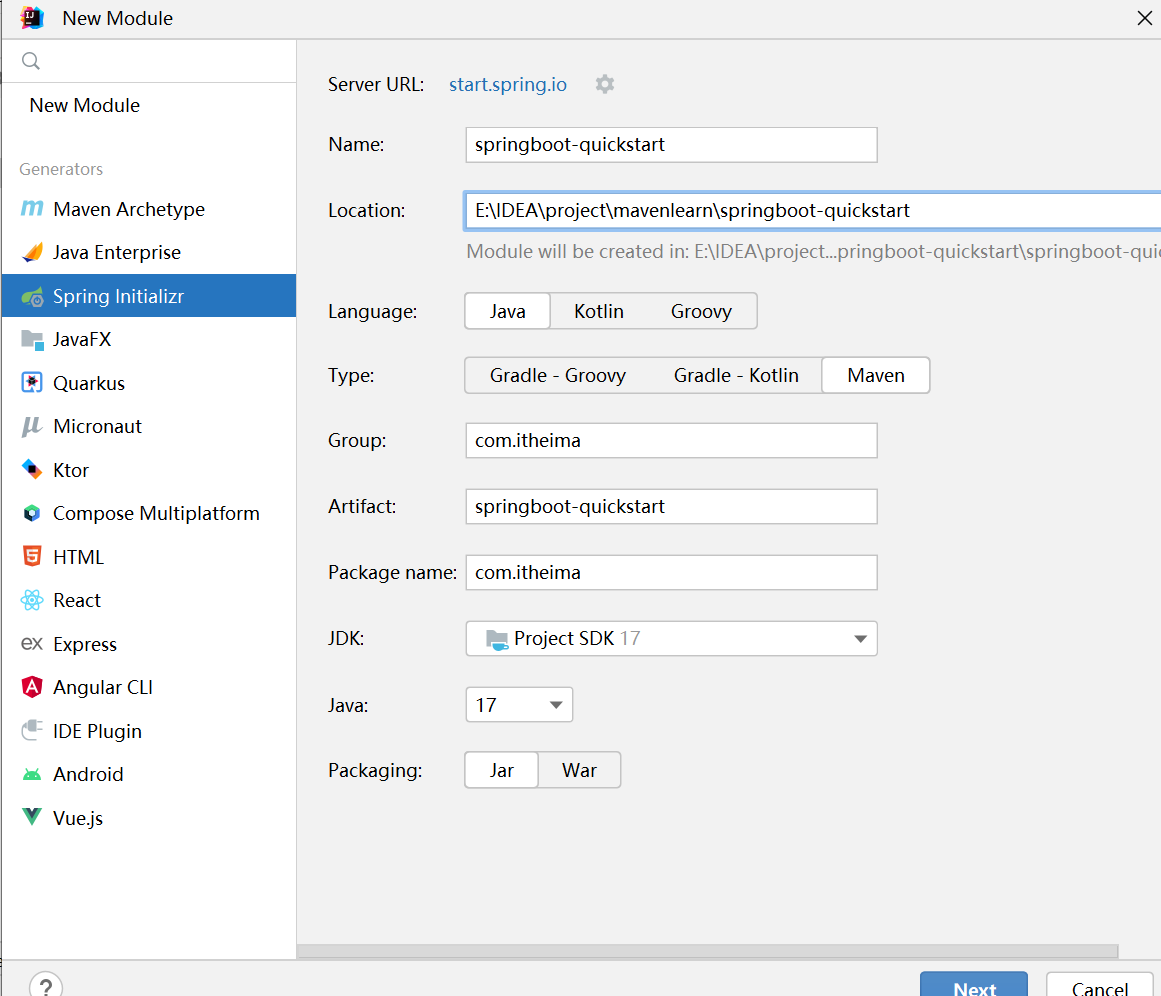 New Module
New Module
Generators
Maven Archetype
Java Enterprise
Spring Initializr
JavaFX
Quarkus
Micronaut
Ktor
Compose Multiplatform
HTML
React
ex Express
Angular CLI
IDE Plugin
Android
Vue.js
?
Server URL: start.spring.io
Name: springboot-quickstart
Location: E:\IDEA\project\mavenlearn\springboot-quickstart
Module will be created in: E:\IDEA\project...pringboot-quickstart\springboot-quic
Language: Java Kotlin Groovy
Type: Gradle - Groovy Gradle - Kotlin Maven
Group: com.itheima
Artifact: springboot-quickstart
Package name: com.itheima
JDK: Project SDK 17
Java: 17
Packaging: Jar War
Next Cancel